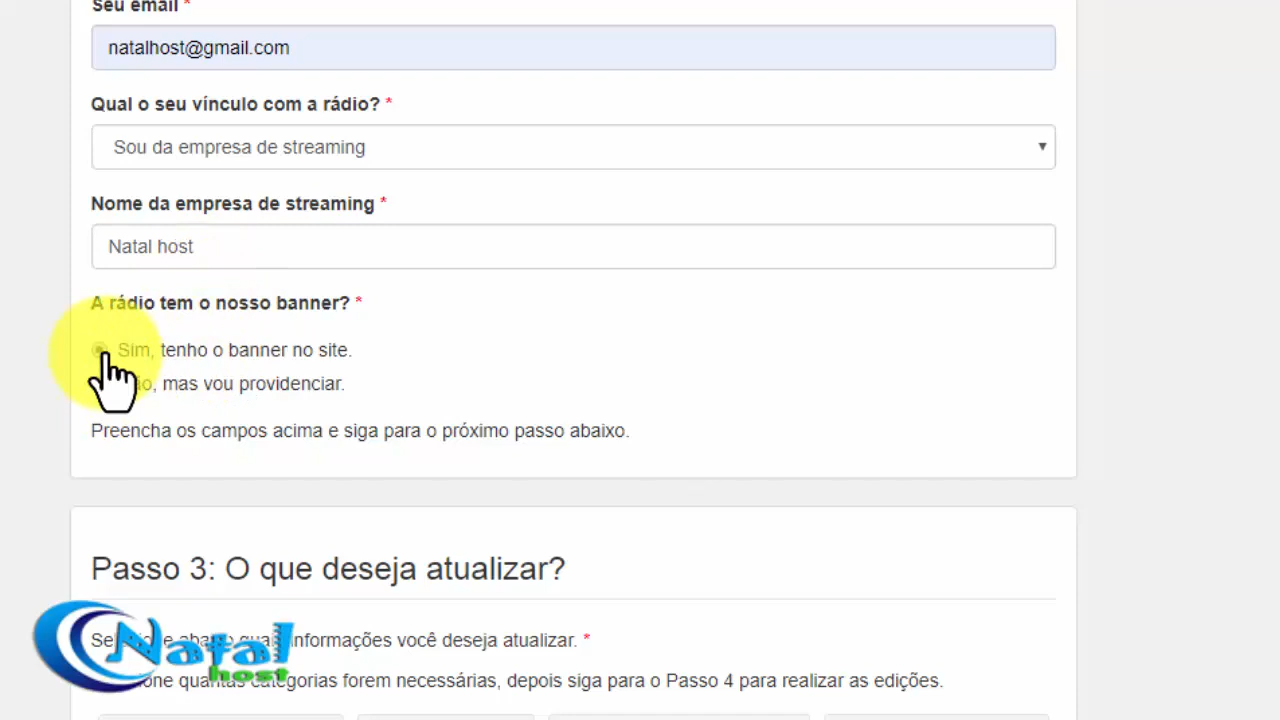 Seu email *
natalhost@gmail.com
Qual o seu vínculo com a rádio? *
Sou da empresa de streaming
Nome da empresa de streaming *
Natal host
A rádio tem o nosso banner? *
Sim, tenho o banner no site.
mas vou providenciar.
Preencha os campos acima e siga para o próximo passo abaixo.
Passo 3: O que deseja atualizar?
informações você deseja atualizar. *
quantas categorias forem necessárias, depois siga para o Passo 4 para realizar as edições.
Natal
host